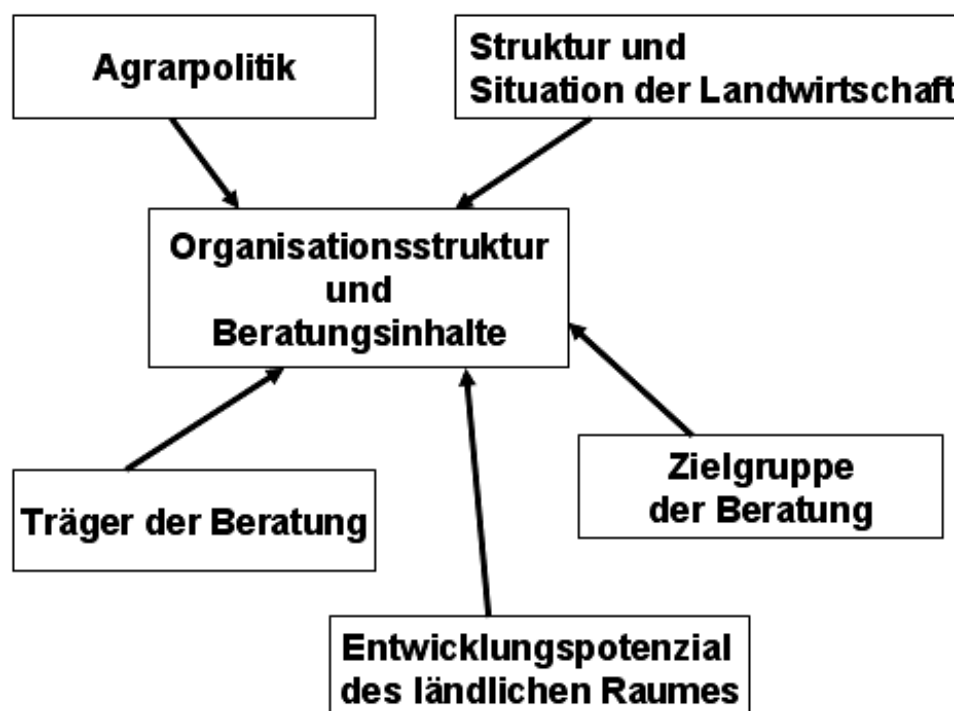 Agrarpolitik
Struktur und
Situation der Landwirtschaft
Organisationsstruktur
und
Beratungsinhalte
Träger der Beratung
Zielgruppe
der Beratung
Entwicklungspotenzial
des ländlichen Raumes